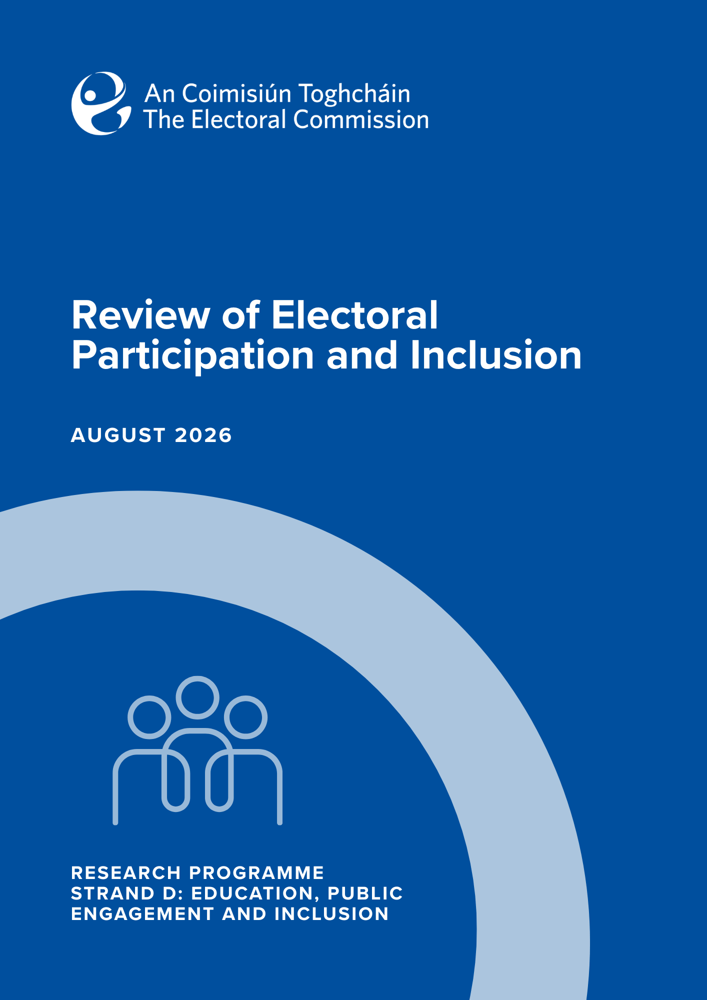 An Coimisiún Toghcháin
The Electoral Commission
Review of Electoral
Participation and Inclusion
AUGUST 2026
RESEARCH PROGRAMME
STRAND D: EDUCATION, PUBLIC
ENGAGEMENT AND INCLUSION